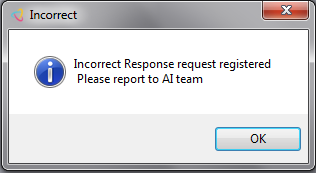 Incorrect
Incorrect Response request registered
Please report to AI team
OK